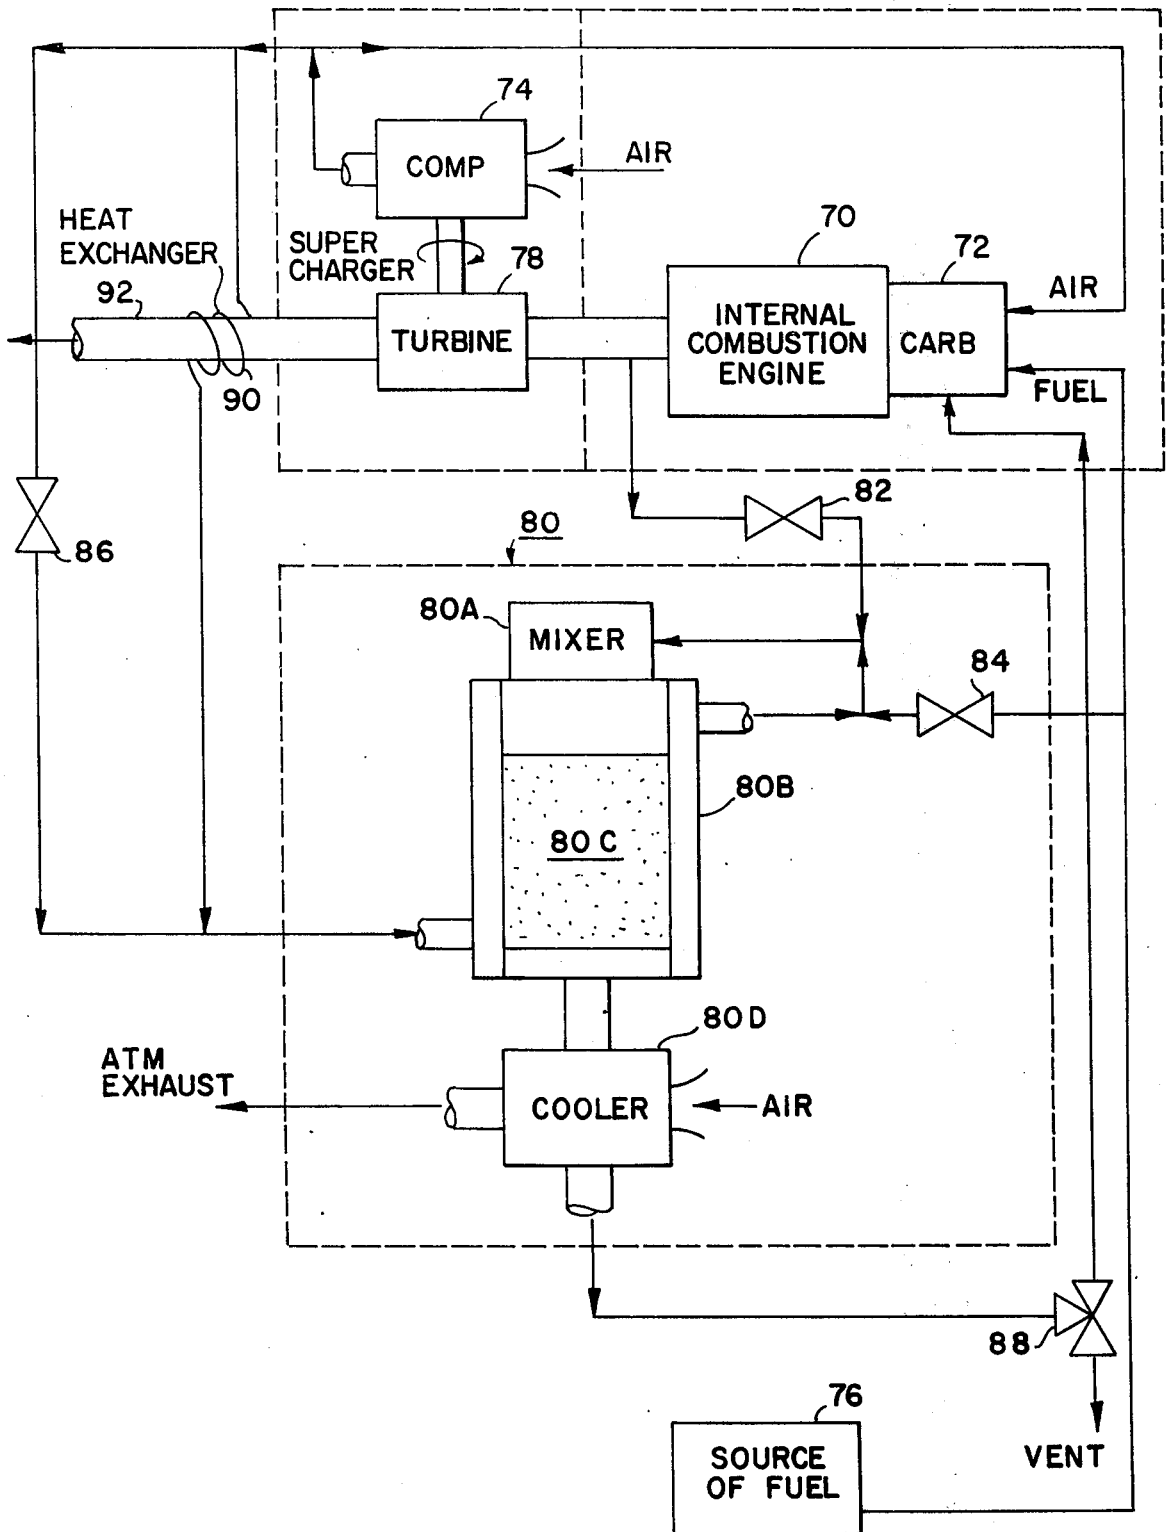 74
COMP
AIR
HEAT
EXCHANGER
SUPER
CHARGER
78
70
72
92
TURBINE
INTERNAL
COMBUSTION
ENGINE
CARB
AIR
90
FUEL
82
86
80
80A
MIXER
84
80B
80C
80D
ATM
EXHAUST
COOLER
AIR
88
76
SOURCE
OF FUEL
VENT